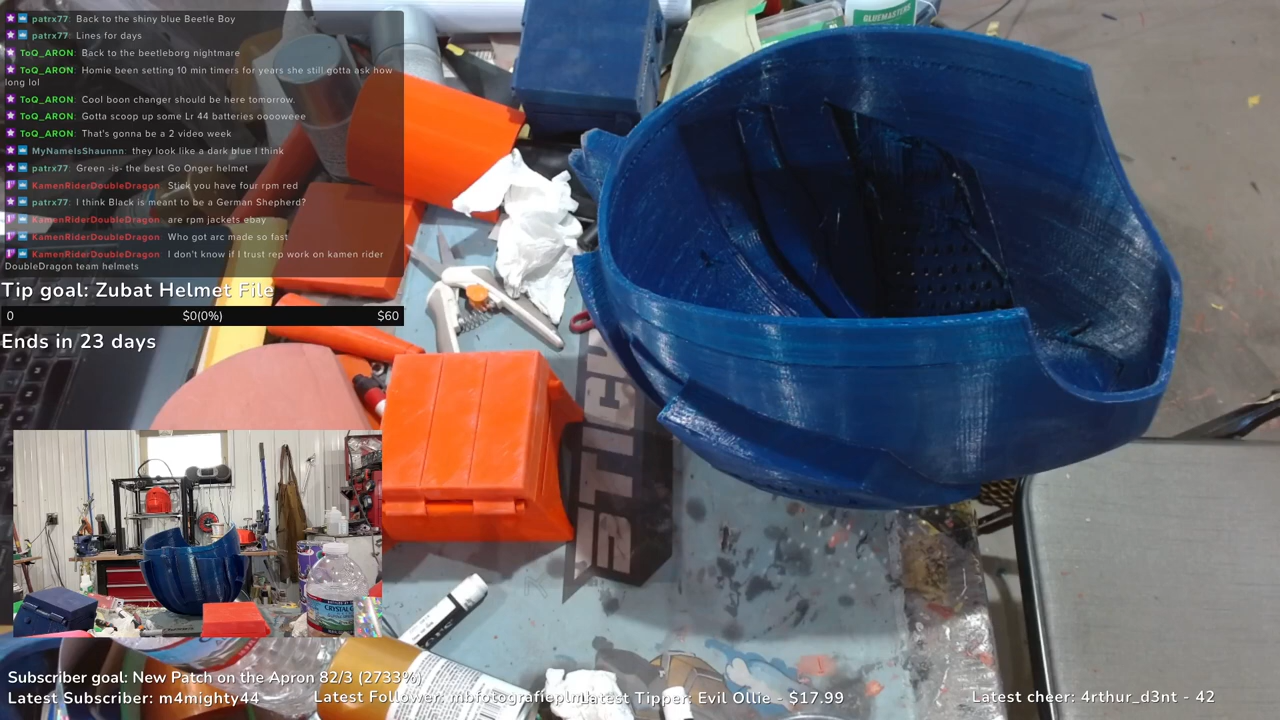 patrx77: Back to the shiny blue Beetle Boy
patrx77: Lines for days
ToQ_ARON: Back to the beetleborg nightmare
ToQ_ARON: Homie been setting 10 min timers for years she still gotta ask how
long lol
ToQ_ARON: Cool boon changer should be here tomorrow.
ToQ_ARON: Gotta scoop up some Lr 44 batteries ooooweee
ToQ_ARON: That's gonna be a 2 video week
MyNameIsShaunnn: they look like a dark blue I think
patrx77: Green -is- the best Go Onger helmet
KamenRiderDoubleDragon Stick you have four rpm red
patrx77: I think Black is meant to be a German Shepherd?
KamenRiderDoubleDragon are rpm jackets ebay
KamenRiderDoubleDragon Who got arc made so fast
KamenRiderDoubleDragon I don't know if I trust rep work on kamen rider
DoubleDragon team helmets
Tip goal: Zubat Helmet File
0 $0(0%) $60
Ends in 23 days
GLUEMASTERS
STICK
CRYSTAL
Subscriber goal: New Patch on the Apron 82/3 (2733%)
Latest Subscriber: m4mighty44
Latest Tipper: Evil Ollie - $17.99
Latest cheer: 4rthur_d3nt - 42